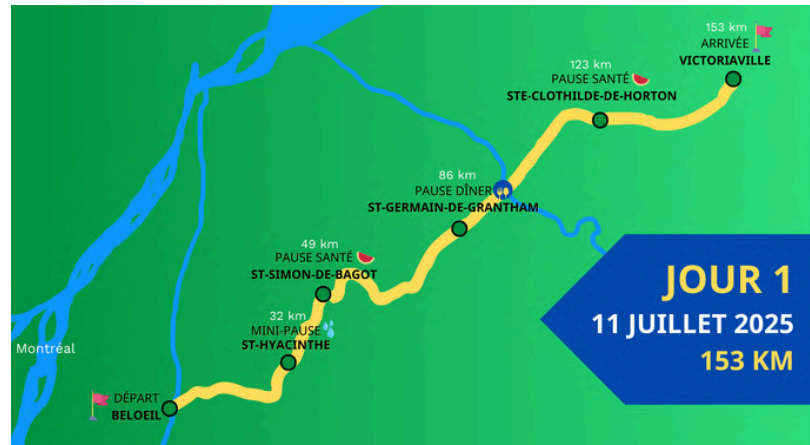 153 km
ARRIVÉE
VICTORIAVILLE
123 km
PAUSE SANTÉ
STE-CLOTHILDE-DE-HORTON
86 km
PAUSE DÎNER
ST-GERMAIN-DE-GRANTHAM
49 km
PAUSE SANTÉ
ST-SIMON-DE-BAGOT
32 km
MINI-PAUSE
ST-HYACINTHE
Montréal
DÉPART
BELOEIL
JOUR 1
11 JUILLET 2025
153 KM